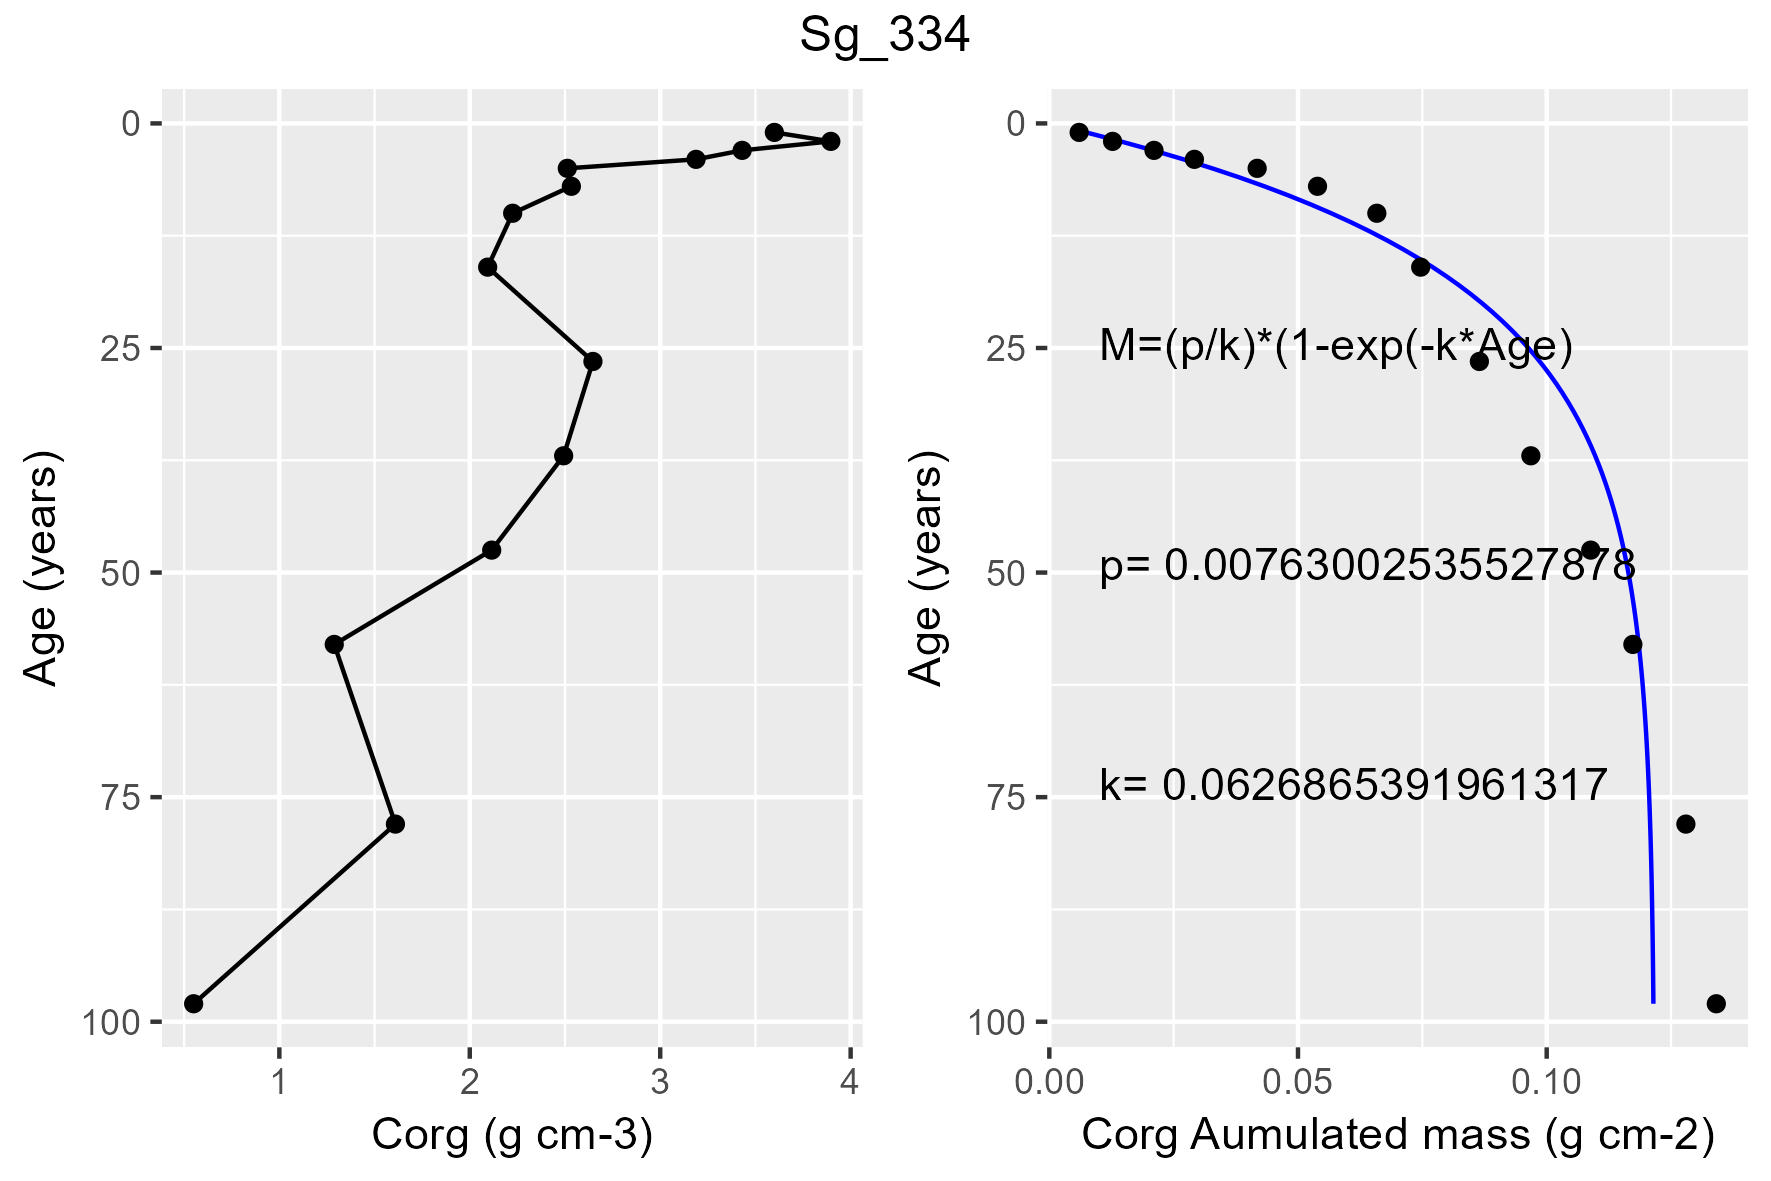 Sg_334
0
25
50
75
100
Age (years)
1
2
3
4
Corg (g cm-3)
0
25
50
75
100
Age (years)
M=(p/k)*(1-exp(-k*Age)
p= 0.00763002535527878
k= 0.0626865391961317
0.00
0.05
0.10
Corg Aumulated mass (g cm-2)